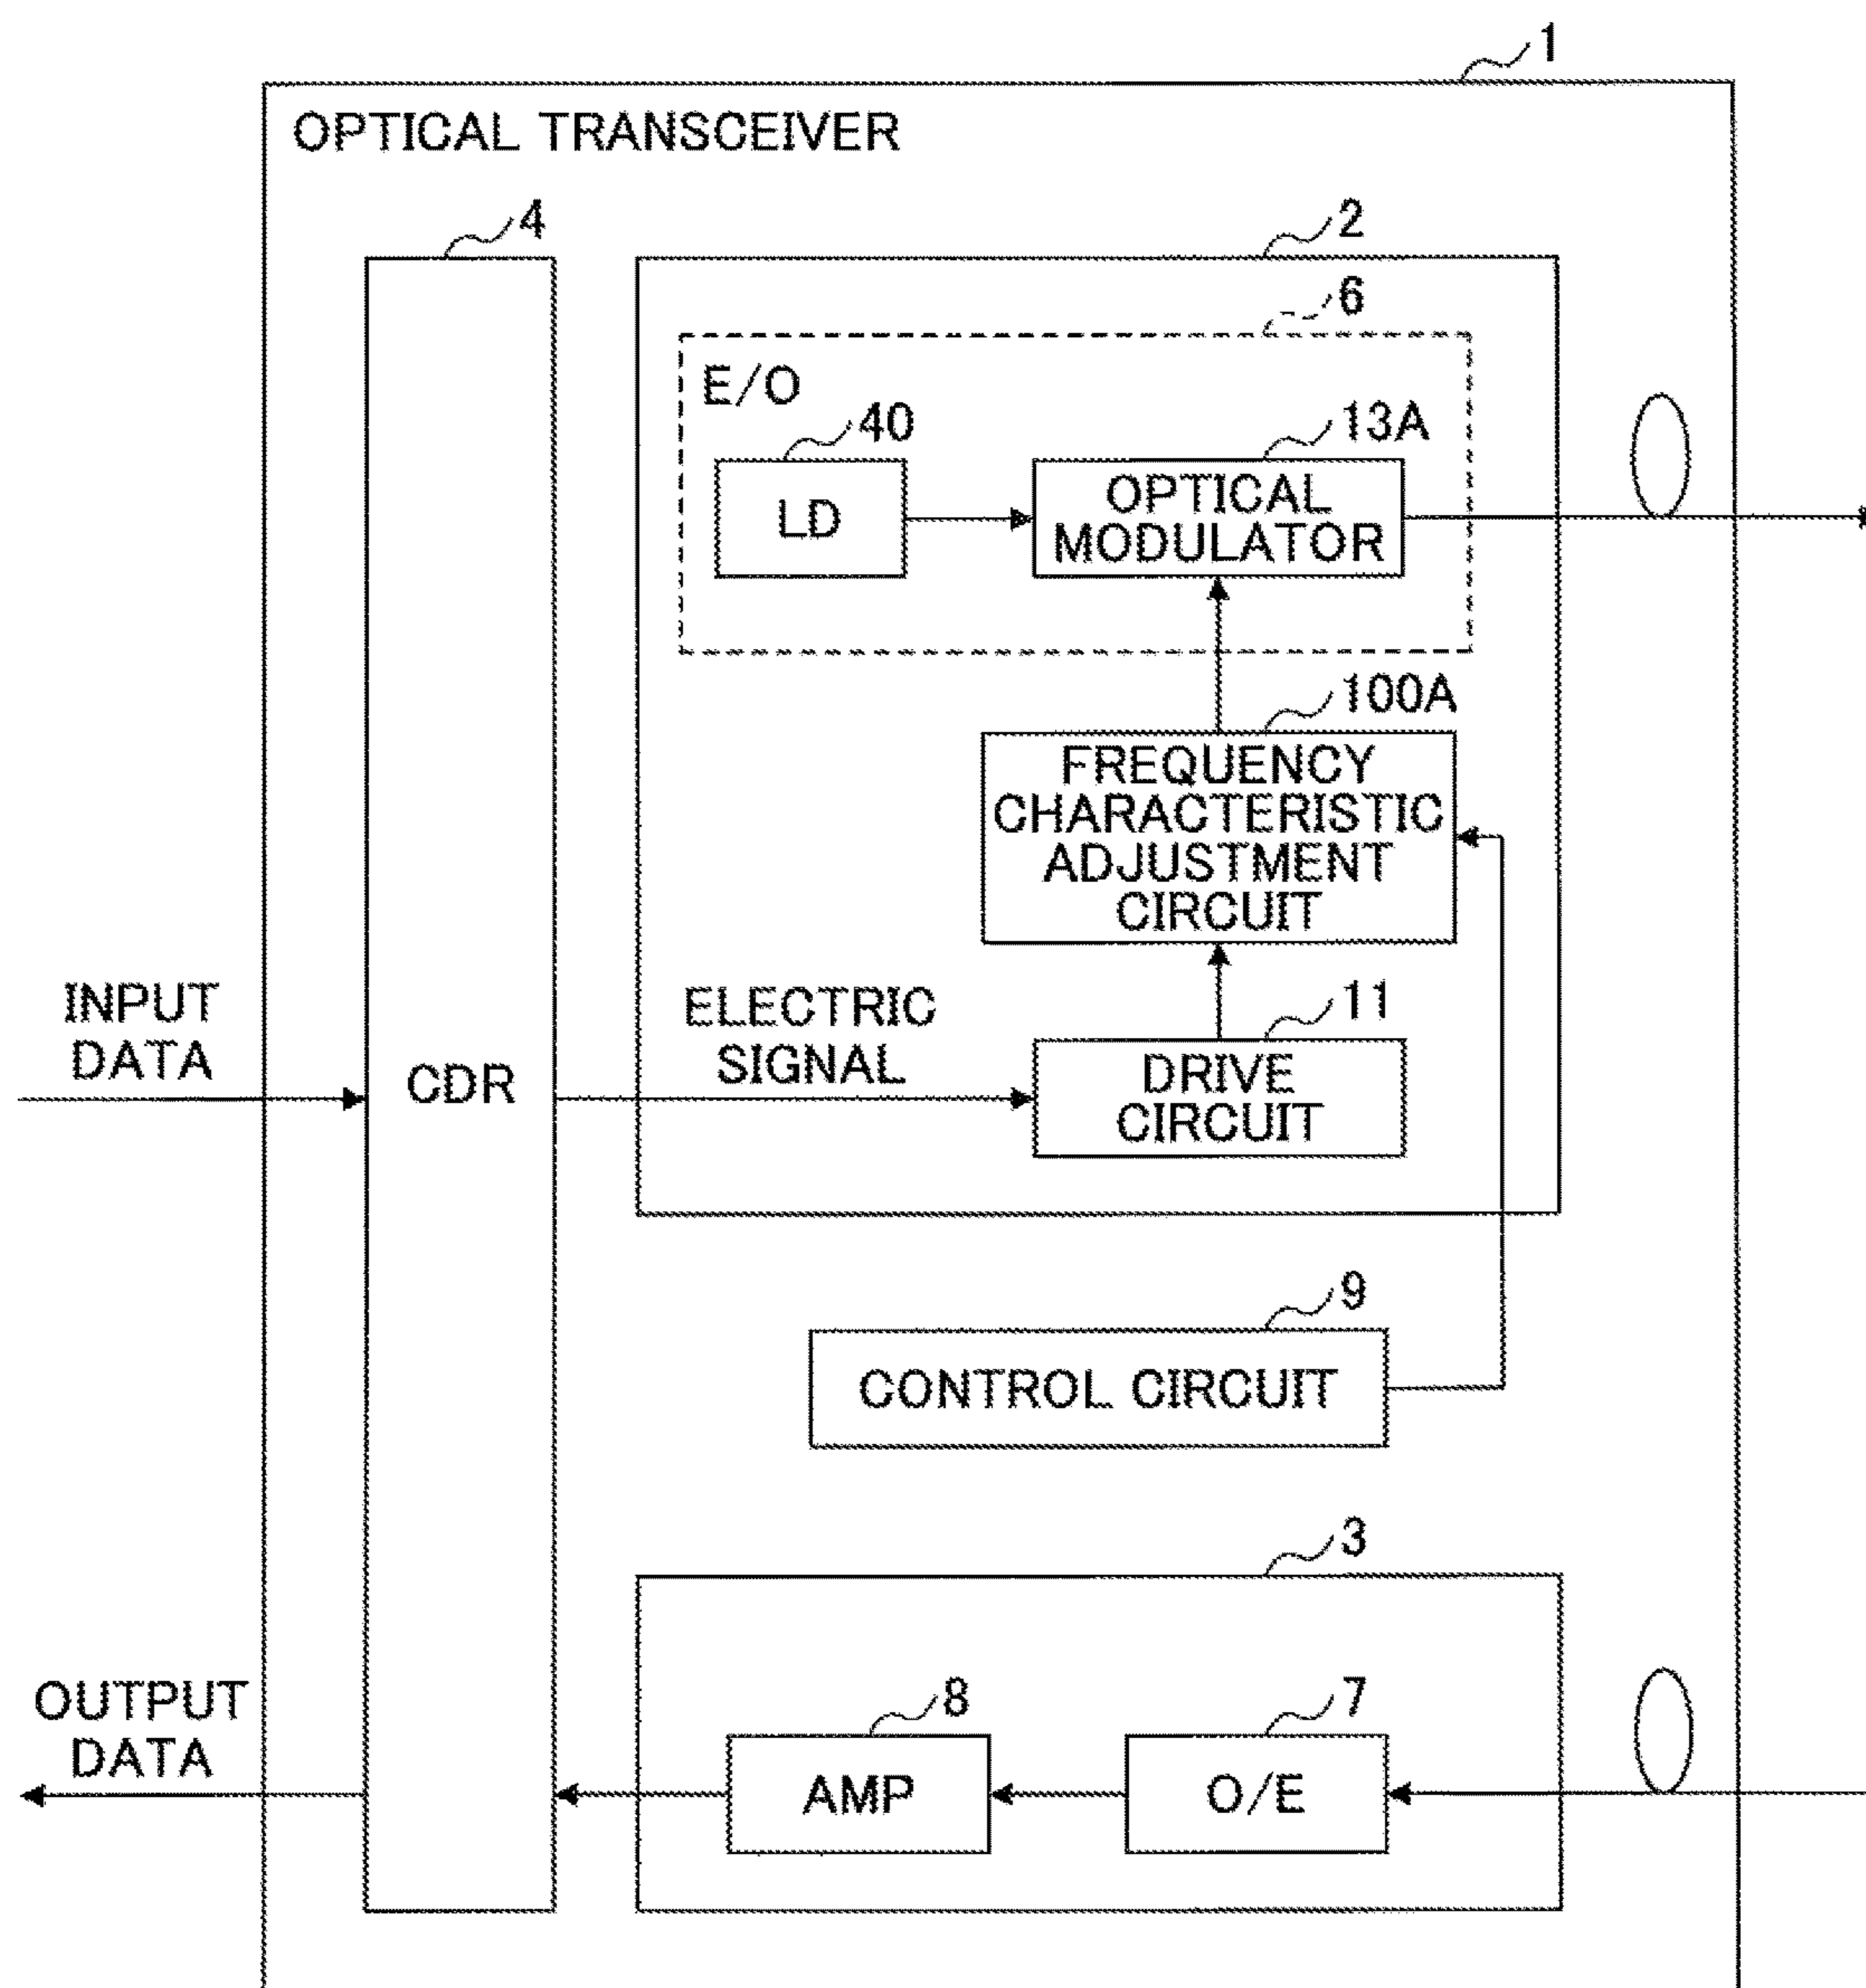 1
OPTICAL TRANSCEIVER
4
2
6
E/O
40
13A
LD
OPTICAL
MODULATOR
100A
FREQUENCY
CHARACTERISTIC
ADJUSTMENT
CIRCUIT
INPUT
DATA
CDR
ELECTRIC
SIGNAL
11
DRIVE
CIRCUIT
9
CONTROL CIRCUIT
3
OUTPUT
DATA
8
7
AMP
O/E